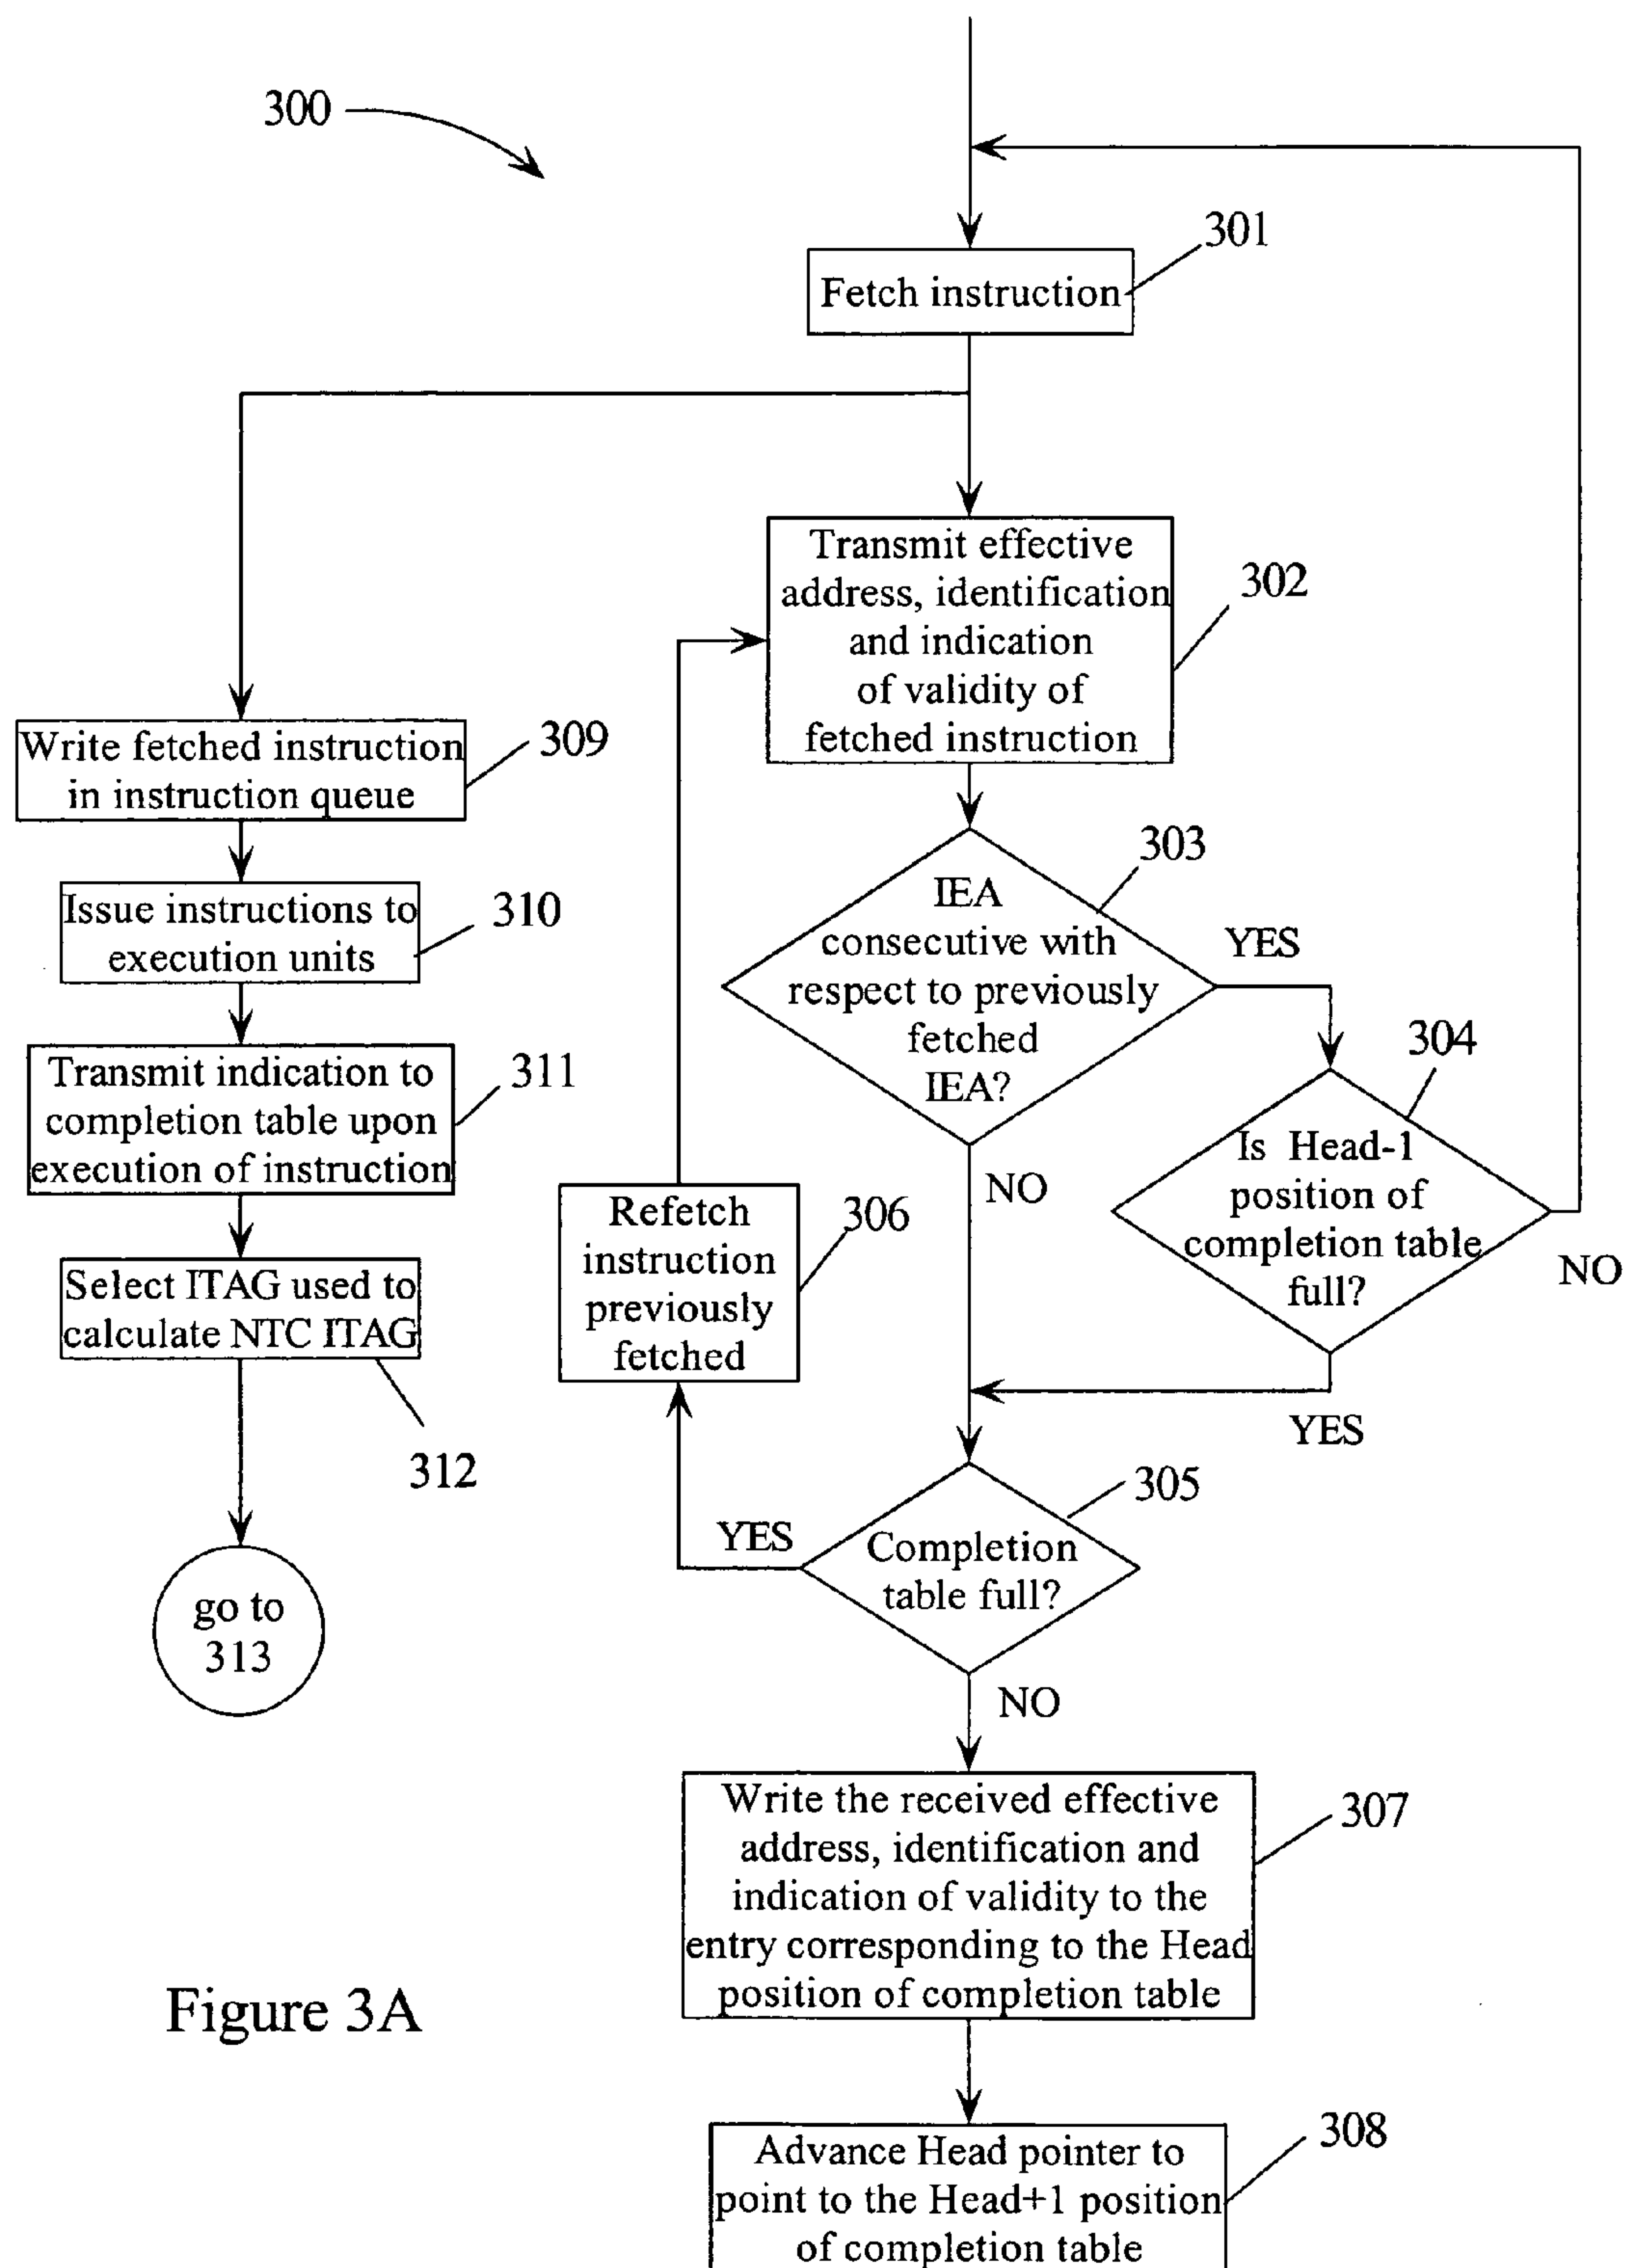 300
301
Fetch instruction
Transmit effective
address, identification
and indication
of validity of
fetched instruction
302
Write fetched instruction
in instruction queue
309
Issue instructions to
execution units
310
Transmit indication to
completion table upon
execution of instruction
311
Select ITAG used to
calculate NTC ITAG
312
go to
313
303
IEA
consecutive with
respect to previously
fetched
IEA?
YES
NO
304
Is Head-1
position of
completion table
full?
NO
YES
Refetch
instruction
previously
fetched
306
305
Completion
table full?
YES
NO
Write the received effective
address, identification and
indication of validity to the
entry corresponding to the Head
position of completion table
307
Advance Head pointer to
point to the Head+1 position
of completion table
308
Figure 3A